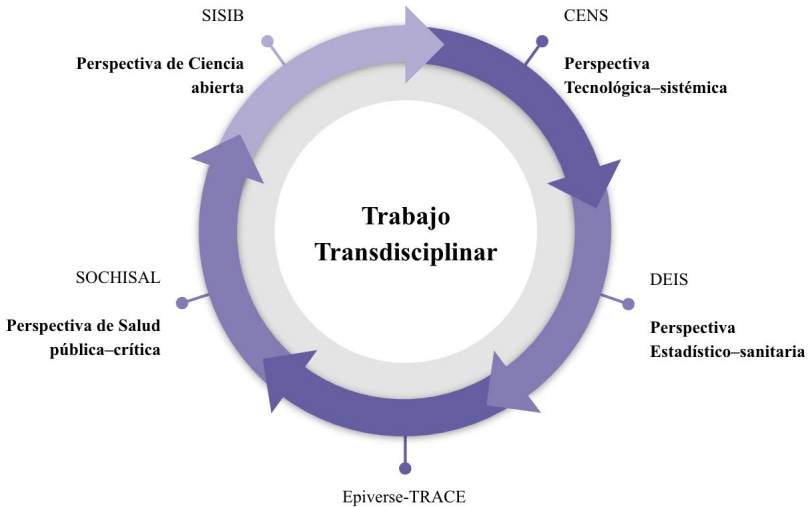 SISIB
Perspectiva de Ciencia
abierta
CENS
Perspectiva
Tecnológica–sistémica
Trabajo
Transdisciplinar
SOCHISAL
Perspectiva de Salud
pública–crítica
DEIS
Perspectiva
Estadístico–sanitaria
Epiverse-TRACE